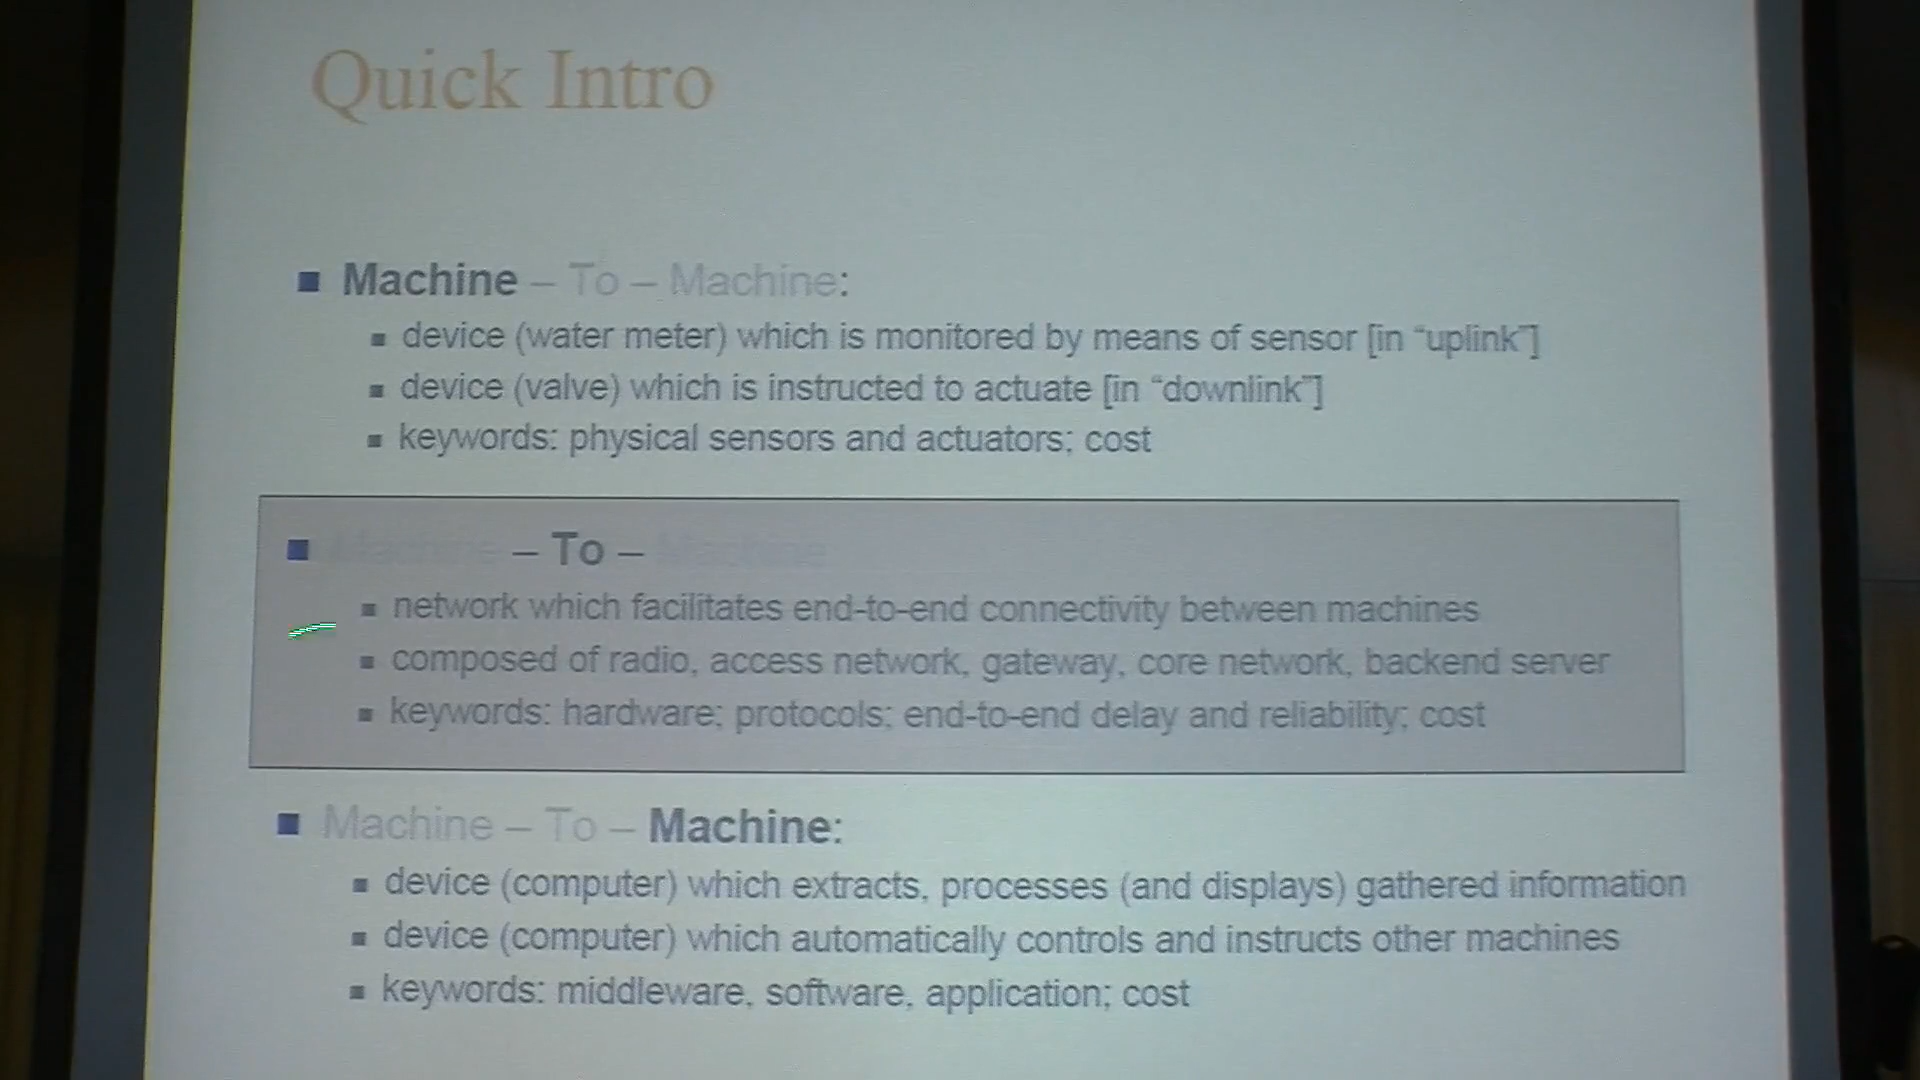 Quick Intro
■ Machine – To – Machine:
▪ device (water meter) which is monitored by means of sensor [in “uplink”]
▪ device (valve) which is instructed to actuate [in “downlink”]
▪ keywords: physical sensors and actuators; cost
■ Machine – To – Machine
▪ network which facilitates end-to-end connectivity between machines
▪ composed of radio, access network, gateway, core network, backend server
▪ keywords: hardware; protocols; end-to-end delay and reliability; cost
■ Machine – To – Machine:
▪ device (computer) which extracts, processes (and displays) gathered information
▪ device (computer) which automatically controls and instructs other machines
▪ keywords: middleware, software, application; cost